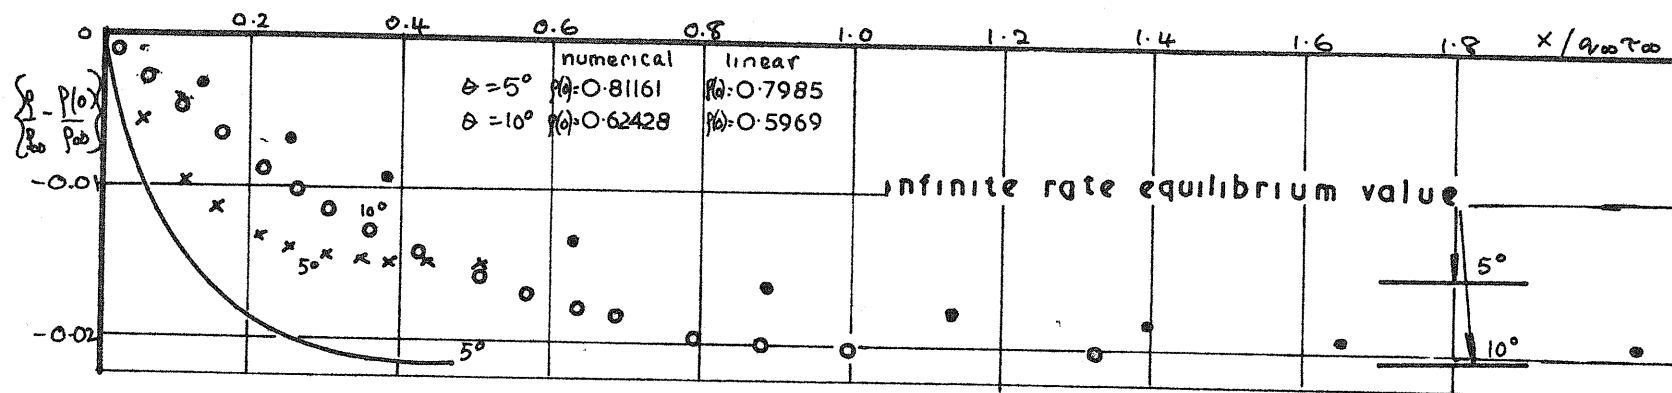 0 0.2 0.4 0.6 0.8 1.0 1.2 1.4 1.6 1.8 x/q∞τ∞
numerical linear
θ=5° ρ(0)=0.81161 ρ(0)=0.7985
θ=10° ρ(0)=0.62428 ρ(0)=0.5969
{ρ/ρ∞ - ρ(0)/ρ∞}
-0.01
infinite rate equilibrium value
10°
5°
5°
-0.02
5°
10°